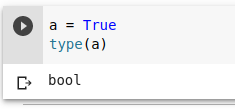 a = True
type(a)
bool